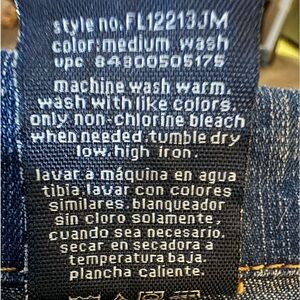 style no.FL12213JM
color:medium wash
upc 84300505175
machine wash warm,
wash with like colors,
only non-chlorine bleach
when needed.tumble dry
low,high iron.
lavar a máquina en agua
tibia,lavar con colores
similares. blanqueador
sin cloro solamente,
cuando sea necesario.
secar en secadora a
temperatura baja.
plancha caliente.